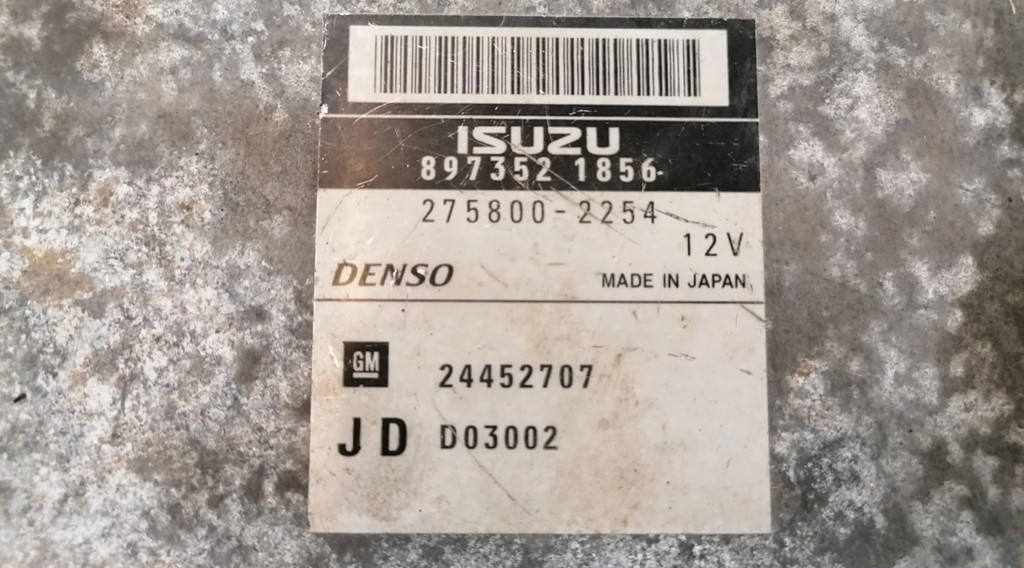 ISUZU
897352 1856
275800-2254
12V
DENSO MADE IN JAPAN
GM 24452707
JD D03002